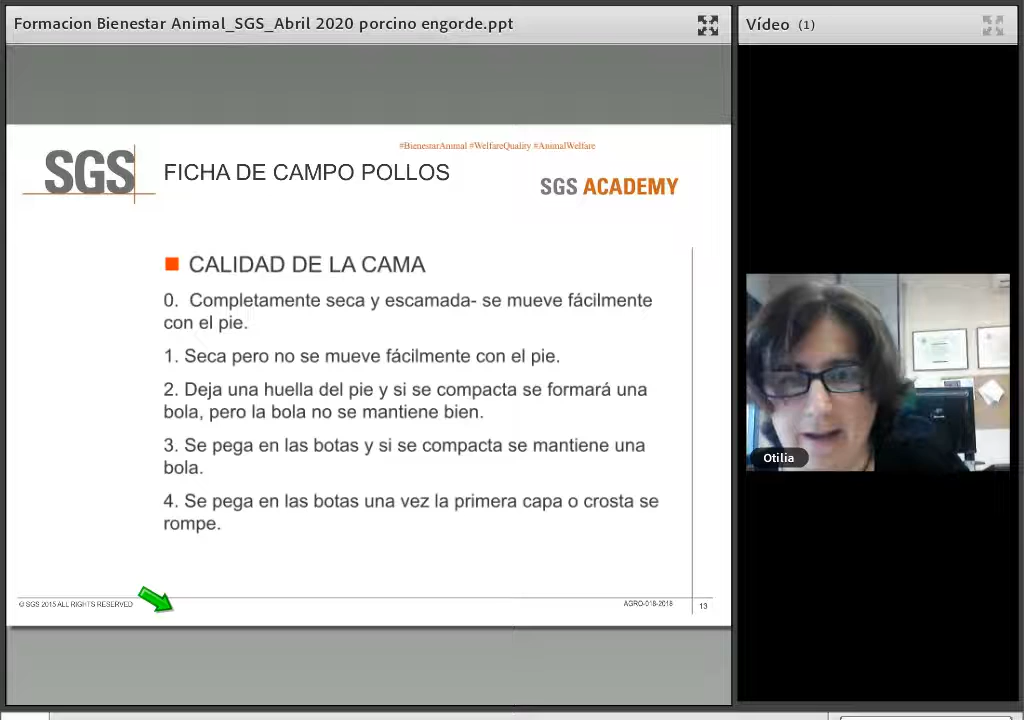 Formacion Bienestar Animal_SGS_Abril 2020 porcino engorde.ppt
Vídeo (1)
#BienestarAnimal #WelfareQuality #AnimalWelfare
SGS
FICHA DE CAMPO POLLOS
SGS ACADEMY
CALIDAD DE LA CAMA
0. Completamente seca y escamada- se mueve fácilmente
con el pie.
1. Seca pero no se mueve fácilmente con el pie.
2. Deja una huella del pie y si se compacta se formará una
bola, pero la bola no se mantiene bien.
3. Se pega en las botas y si se compacta se mantiene una
bola.
4. Se pega en las botas una vez la primera capa o crosta se
rompe.
Otilia
© SGS 2015 ALL RIGHTS RESERVED
AGRO-018-2018
13